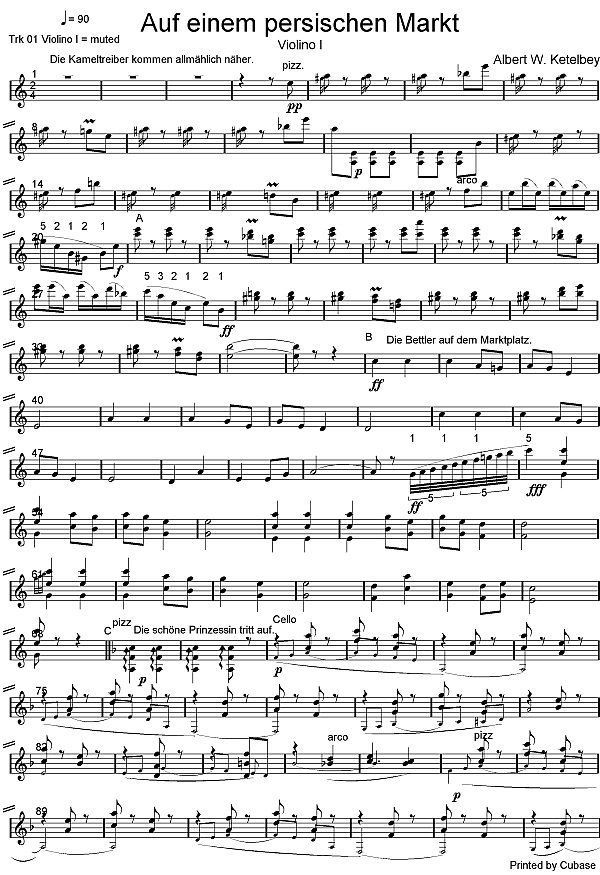 ♩ = 90
Auf einem persischen Markt
Trk 01 Violino I = muted
Violino I
Die Kameltreiber kommen allmählich näher.
pizz.
Albert W. Ketelbey
1
2
4
pp
8
p
14
arco
20
5 2 1 2 1
A
f
27
5 3 2 1 2 1
ff
33
B
Die Bettler auf dem Marktplatz.
ff
40
47
1 1 1 5
ff
5 5
fff
54
61
68
pizz
C
Die schöne Prinzessin tritt auf.
Cello
p
p
75
82
arco
p
89
Printed by Cubase